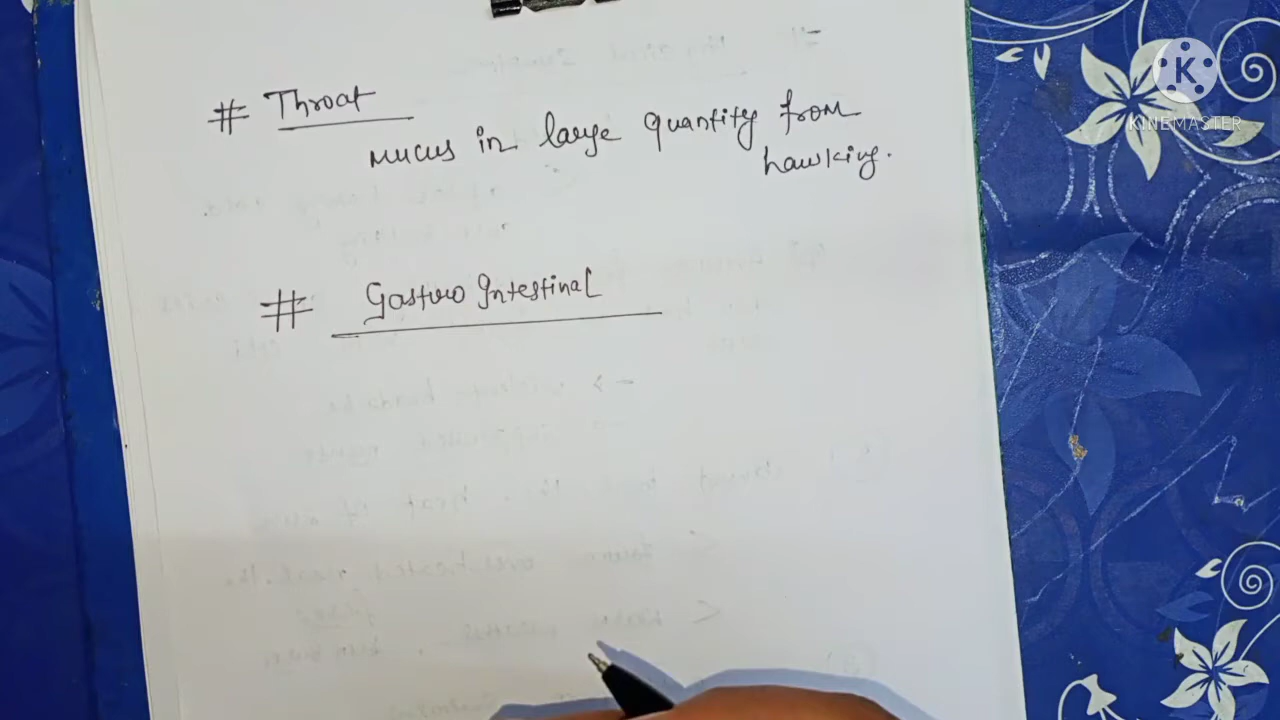 # Throat
mucus in large quantity from
hawking.
# Gastro Intestinal
K
KINEMASTER